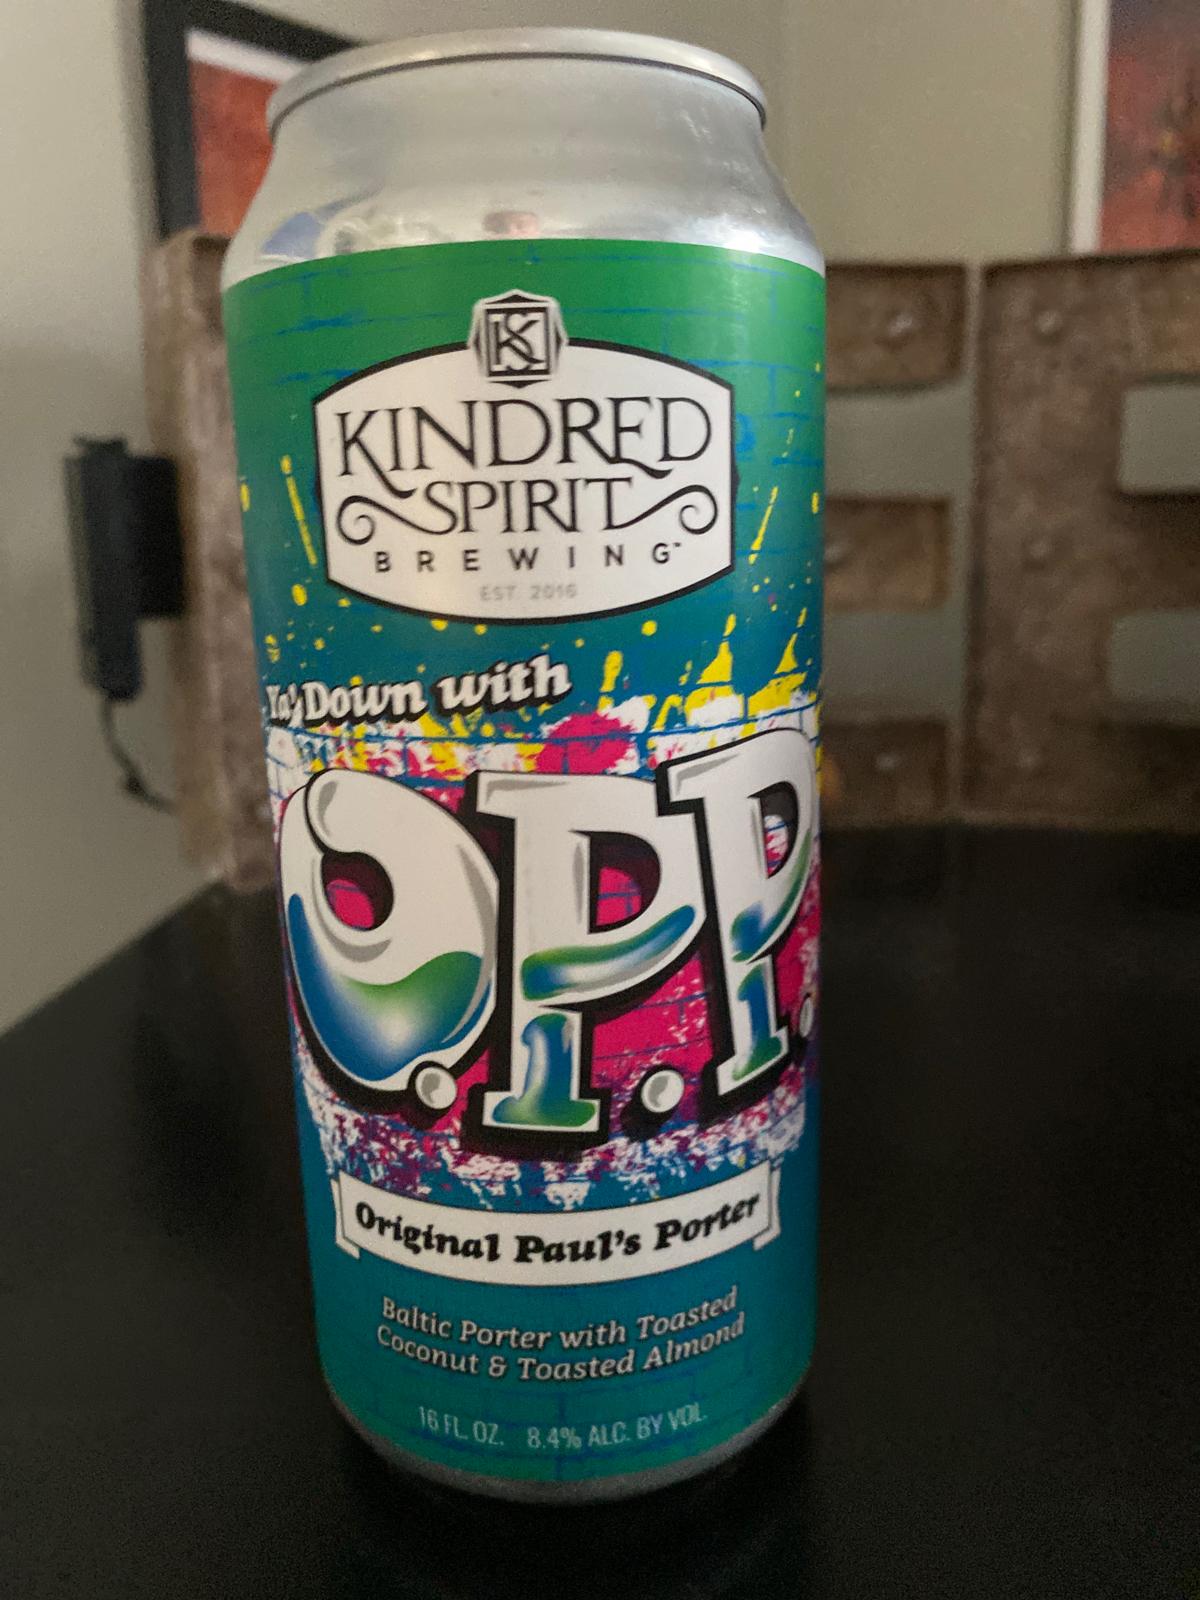 KS
KINDRED
SPIRIT
BREWING™
EST. 2016
Ya' Down with
O.P.P.
Original Paul's Porter
Baltic Porter with Toasted
Coconut & Toasted Almond
16 FL. OZ. 8.4% ALC. BY VOL.